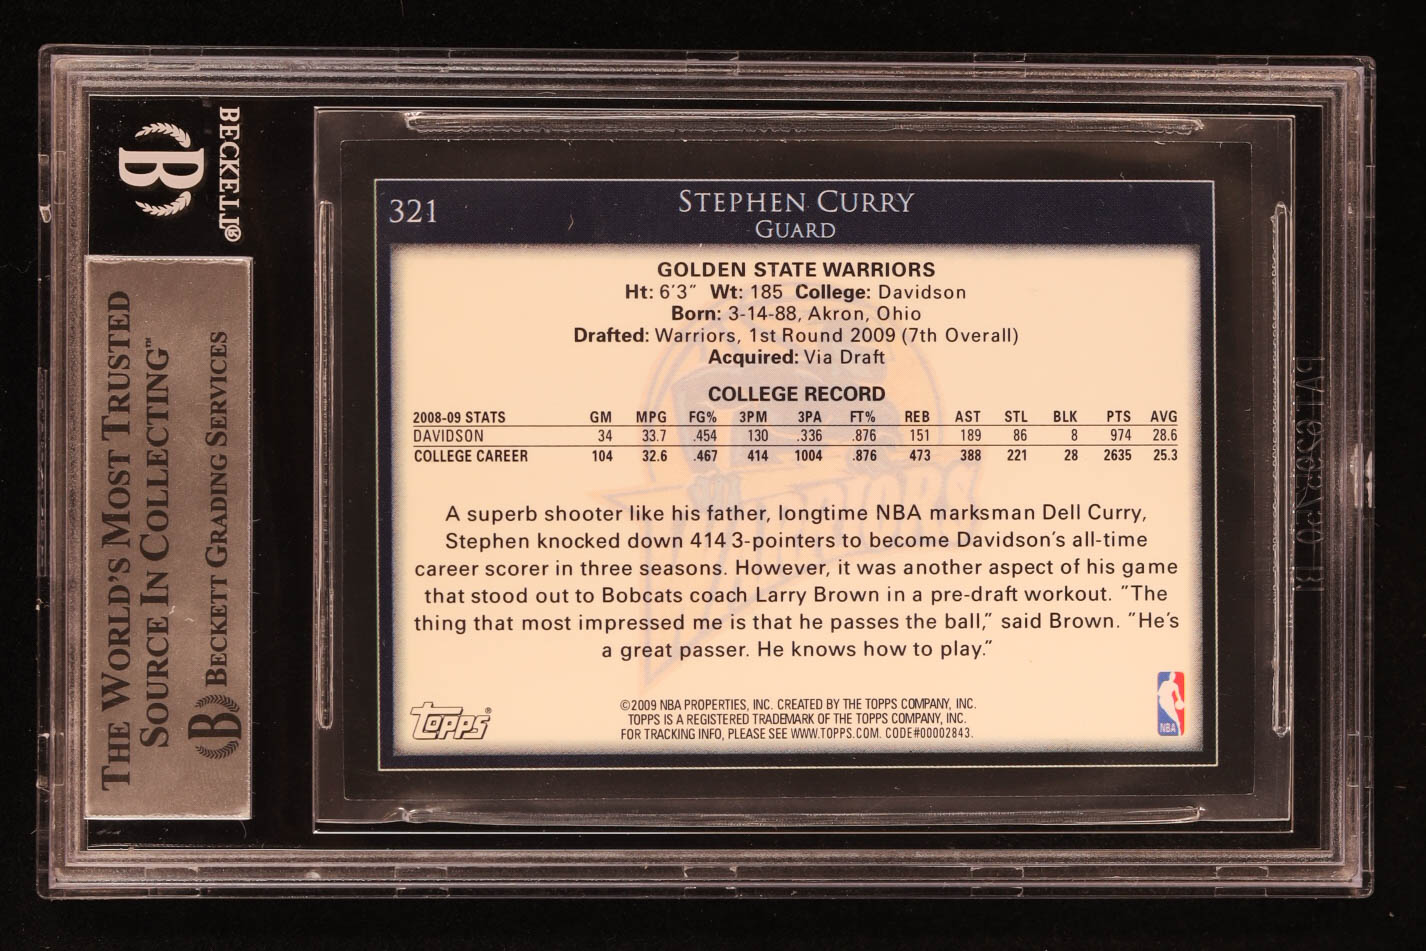 BECKETT®
B
THE WORLD'S MOST TRUSTED
SOURCE IN COLLECTING™
B BECKETT GRADING SERVICES
321
STEPHEN CURRY
GUARD
GOLDEN STATE WARRIORS
Ht: 6'3" Wt: 185 College: Davidson
Born: 3-14-88, Akron, Ohio
Drafted: Warriors, 1st Round 2009 (7th Overall)
Acquired: Via Draft
COLLEGE RECORD
2008-09 STATS GM MPG FG% 3PM 3PA FT% REB AST STL BLK PTS AVG
DAVIDSON 34 33.7 .454 130 .336 .876 151 189 86 8 974 28.6
COLLEGE CAREER 104 32.6 .467 414 1004 .876 473 388 221 28 2635 25.3
WARRIORS
A superb shooter like his father, longtime NBA marksman Dell Curry,
Stephen knocked down 414 3-pointers to become Davidson's all-time
career scorer in three seasons. However, it was another aspect of his game
that stood out to Bobcats coach Larry Brown in a pre-draft workout. "The
thing that most impressed me is that he passes the ball," said Brown. "He's
a great passer. He knows how to play."
TOPPS®
©2009 NBA PROPERTIES, INC. CREATED BY THE TOPPS COMPANY, INC.
TOPPS IS A REGISTERED TRADEMARK OF THE TOPPS COMPANY, INC.
FOR TRACKING INFO, PLEASE SEE WWW.TOPPS.COM. CODE#00002843.
NBA